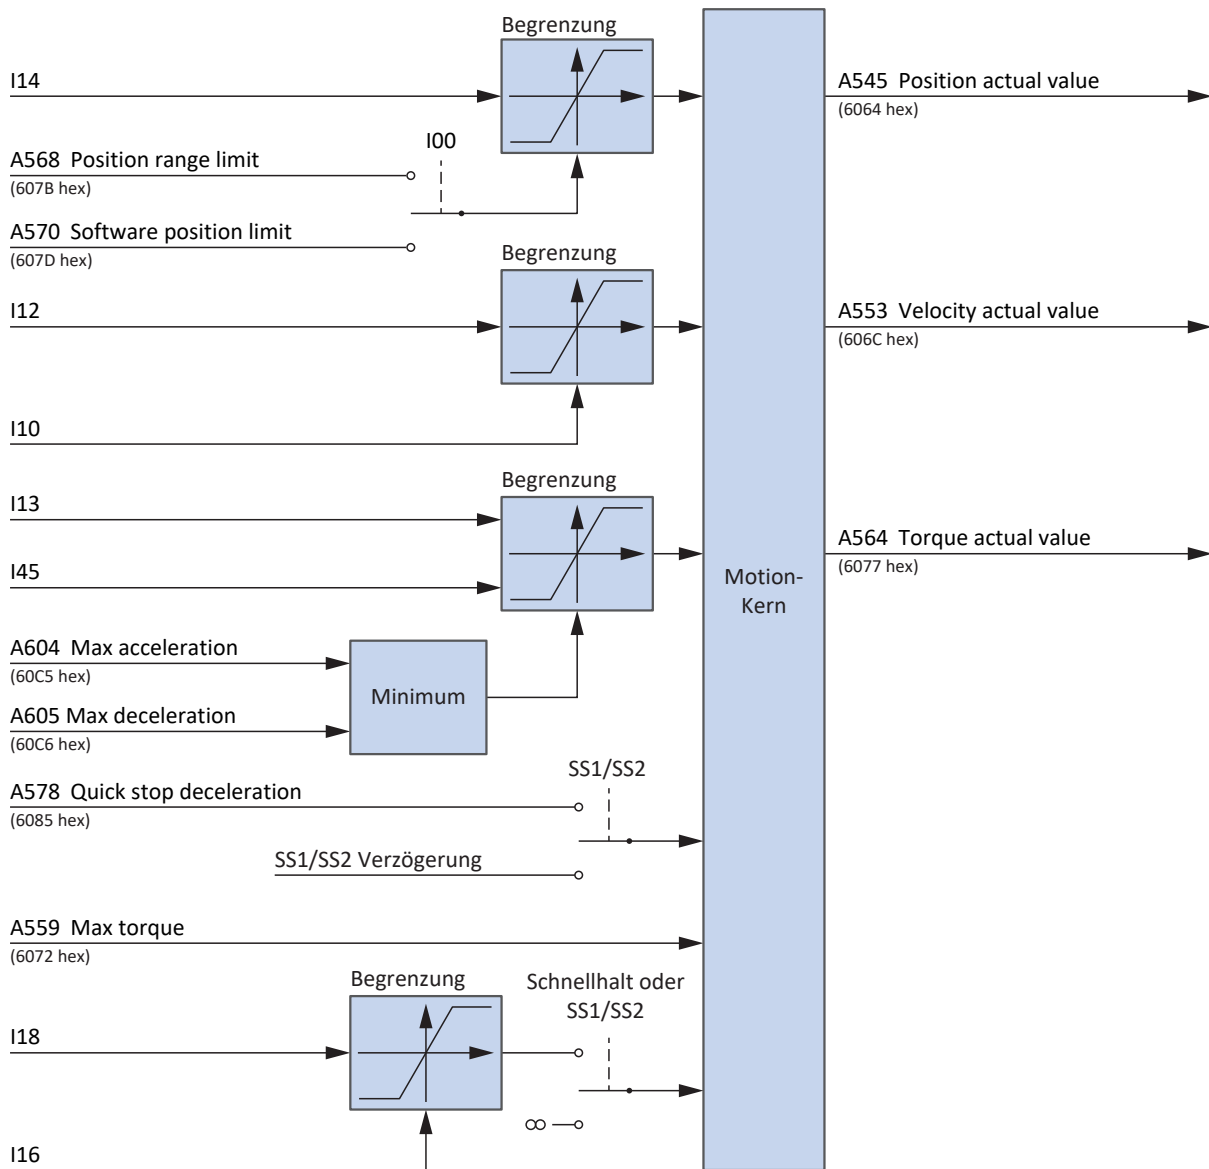 Begrenzung
I14
A545 Position actual value
(6064 hex)
I00
A568 Position range limit
(607B hex)
A570 Software position limit
(607D hex)
Begrenzung
I12
A553 Velocity actual value
(606C hex)
I10
Begrenzung
I13
A564 Torque actual value
(6077 hex)
I45
Motion-
Kern
A604 Max acceleration
(60C5 hex)
Minimum
A605 Max deceleration
(60C6 hex)
SS1/SS2
A578 Quick stop deceleration
(6085 hex)
SS1/SS2 Verzögerung
A559 Max torque
(6072 hex)
Begrenzung
Schnellhalt oder
SS1/SS2
I18
∞
I16